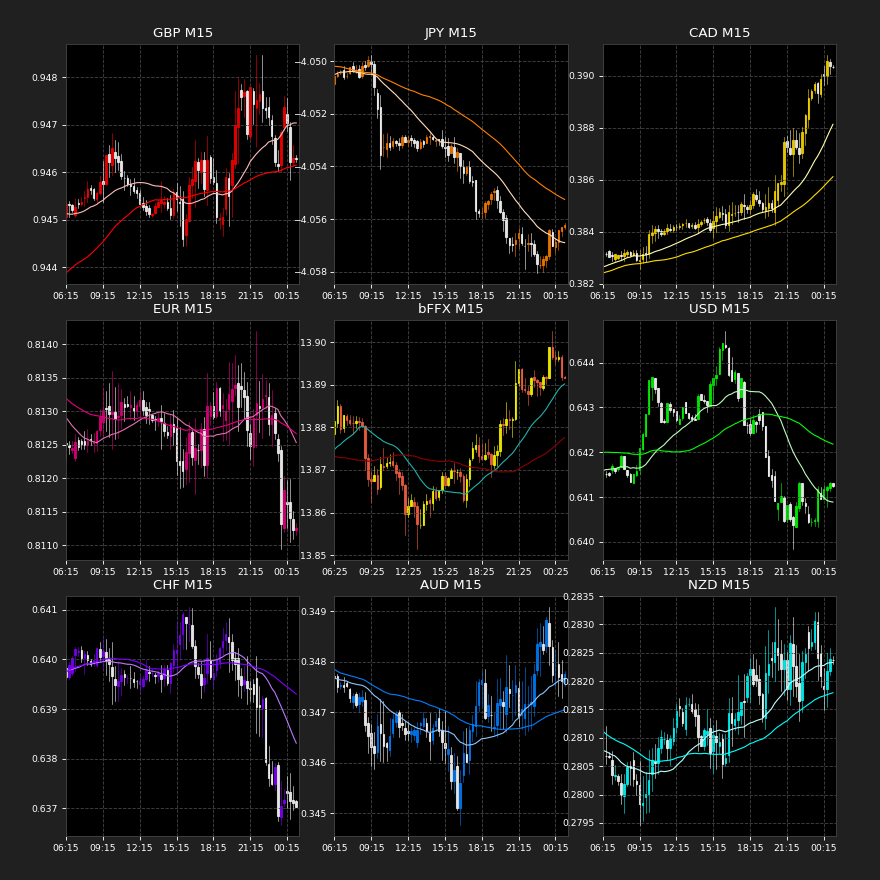 GBP M15 JPY M15 CAD M15
0.948 −4.050 0.390
0.947 −4.052 0.388
0.946 −4.054 0.386
0.945 −4.056 0.384
0.944 −4.058 0.382
06:15 09:15 12:15 15:15 18:15 21:15 00:15 06:15 09:15 12:15 15:15 18:15 21:15 00:15 06:15 09:15 12:15 15:15 18:15 21:15 00:15
EUR M15 bFFX M15 USD M15
0.8140 13.90 0.644
0.8135 13.89 0.643
0.8130 13.88 0.642
0.8125 13.87 0.641
0.8120 13.86 0.640
0.8115 13.85
0.8110
06:15 09:15 12:15 15:15 18:15 21:15 00:15 06:25 09:25 12:25 15:25 18:25 21:25 00:25 06:15 09:15 12:15 15:15 18:15 21:15 00:15
CHF M15 AUD M15 NZD M15
0.641 0.349 0.2835
0.640 0.348 0.2830
0.639 0.347 0.2825
0.638 0.346 0.2820
0.637 0.345 0.2815
0.2810
0.2805
0.2800
0.2795
06:15 09:15 12:15 15:15 18:15 21:15 00:15 06:15 09:15 12:15 15:15 18:15 21:15 00:15 06:15 09:15 12:15 15:15 18:15 21:15 00:15